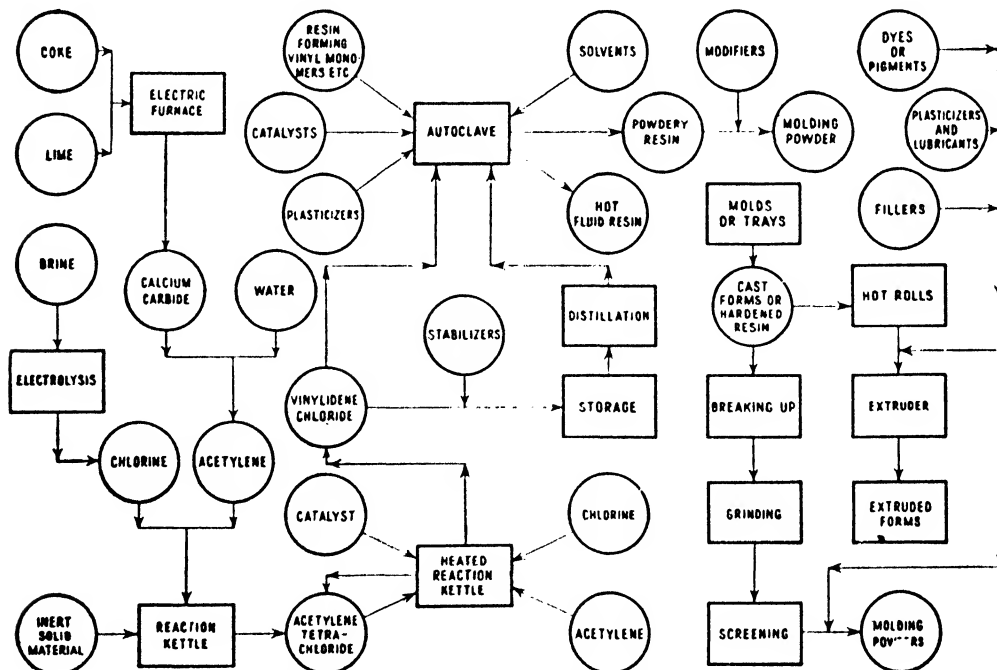 COKE
LIME
ELECTRIC
FURNACE
RESIN
FORMING
VINYL MONO-
MERS ETC
CATALYSTS
PLASTICIZERS
AUTOCLAVE
SOLVENTS
POWDERY
RESIN
HOT
FLUID RESIN
MODIFIERS
MOLDING
POWDER
DYES
OR
PIGMENTS
PLASTICIZERS
AND
LUBRICANTS
FILLERS
MOLDS
OR TRAYS
BRINE
CALCIUM
CARBIDE
WATER
STABILIZERS
DISTILLATION
CAST
FORMS OR
HARDENED
RESIN
HOT ROLLS
ELECTROLYSIS
VINYLIDENE
CHLORIDE
STORAGE
BREAKING UP
EXTRUDER
CHLORINE
ACETYLENE
CATALYST
CHLORINE
GRINDING
EXTRUDED
FORMS
HEATED
REACTION
KETTLE
INERT
SOLID
MATERIAL
REACTION
KETTLE
ACETYLENE
TETRA-
CHLORIDE
ACETYLENE
SCREENING
MOLDING
POWDERS